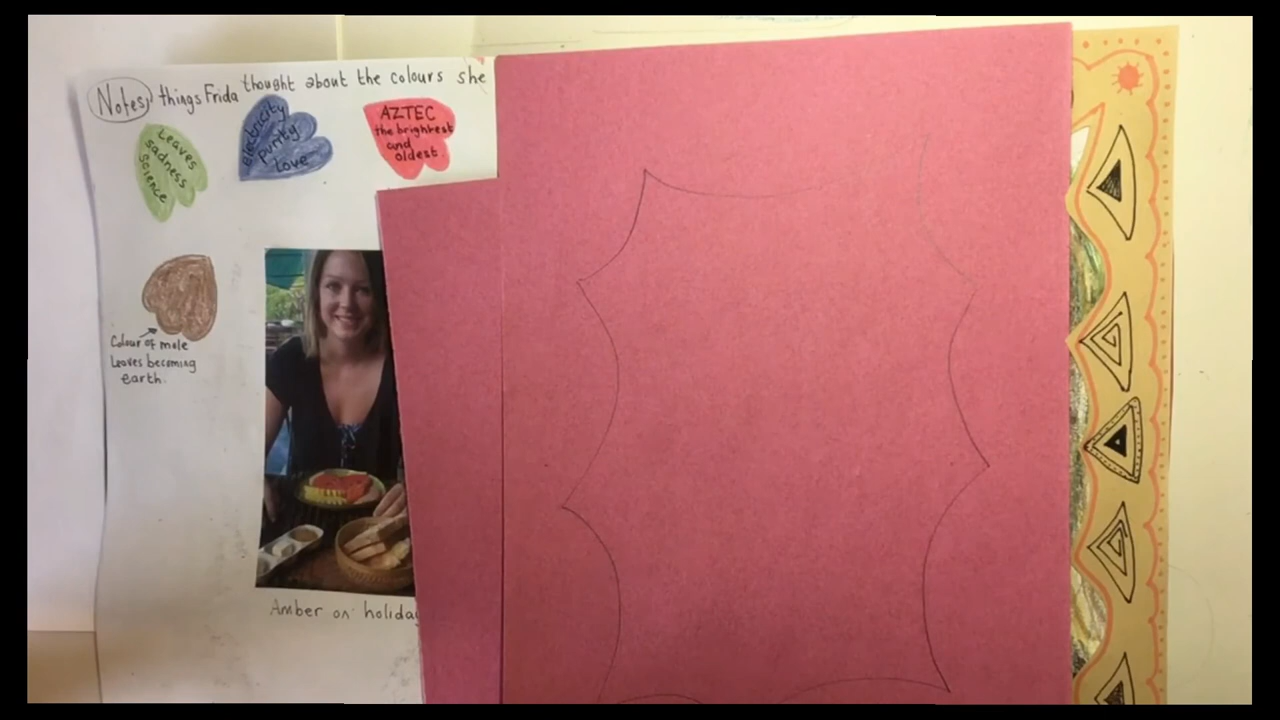 Notes things Frida thought about the colours she
Leaves
sadness
Science
Electricity
purity
Love
AZTEC
the brightest
and
oldest
Colour of mole
Leaves becoming
earth.
Amber on holiday